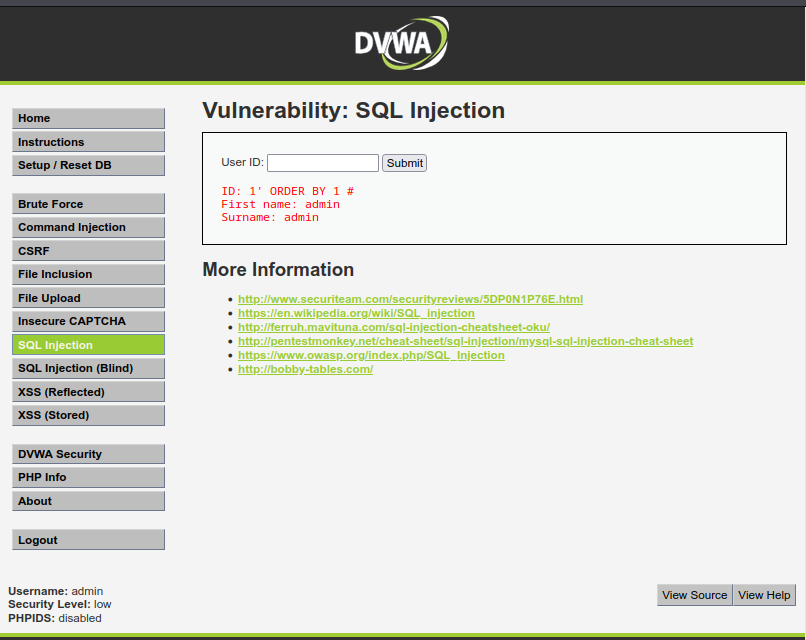 DVWA
Home
Instructions
Setup / Reset DB
Brute Force
Command Injection
CSRF
File Inclusion
File Upload
Insecure CAPTCHA
SQL Injection
SQL Injection (Blind)
XSS (Reflected)
XSS (Stored)
DVWA Security
PHP Info
About
Logout
Vulnerability: SQL Injection
User ID: Submit
ID: 1' ORDER BY 1 #
First name: admin
Surname: admin
More Information
http://www.securiteam.com/securityreviews/5DP0N1P76E.html
https://en.wikipedia.org/wiki/SQL_injection
http://ferruh.mavituna.com/sql-injection-cheatsheet-oku/
http://pentestmonkey.net/cheat-sheet/sql-injection/mysql-sql-injection-cheat-sheet
https://www.owasp.org/index.php/SQL_Injection
http://bobby-tables.com/
Username: admin
Security Level: low
PHPIDS: disabled
View Source View Help